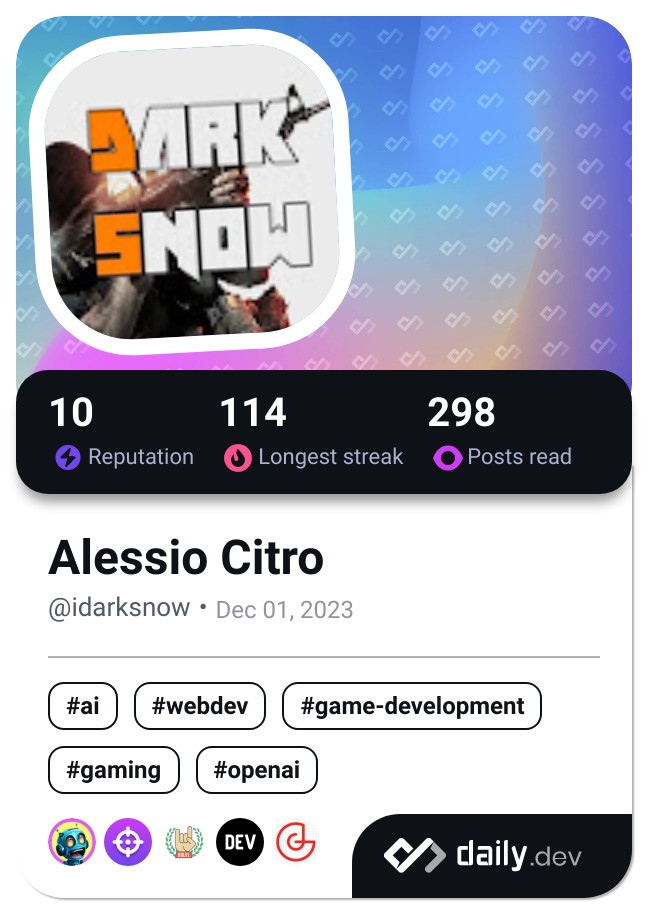 DARK
SNOW
10 114 298
Reputation Longest streak Posts read
Alessio Citro
@idarksnow • Dec 01, 2023
#ai #webdev #game-development
#gaming #openai
DEV
daily.dev